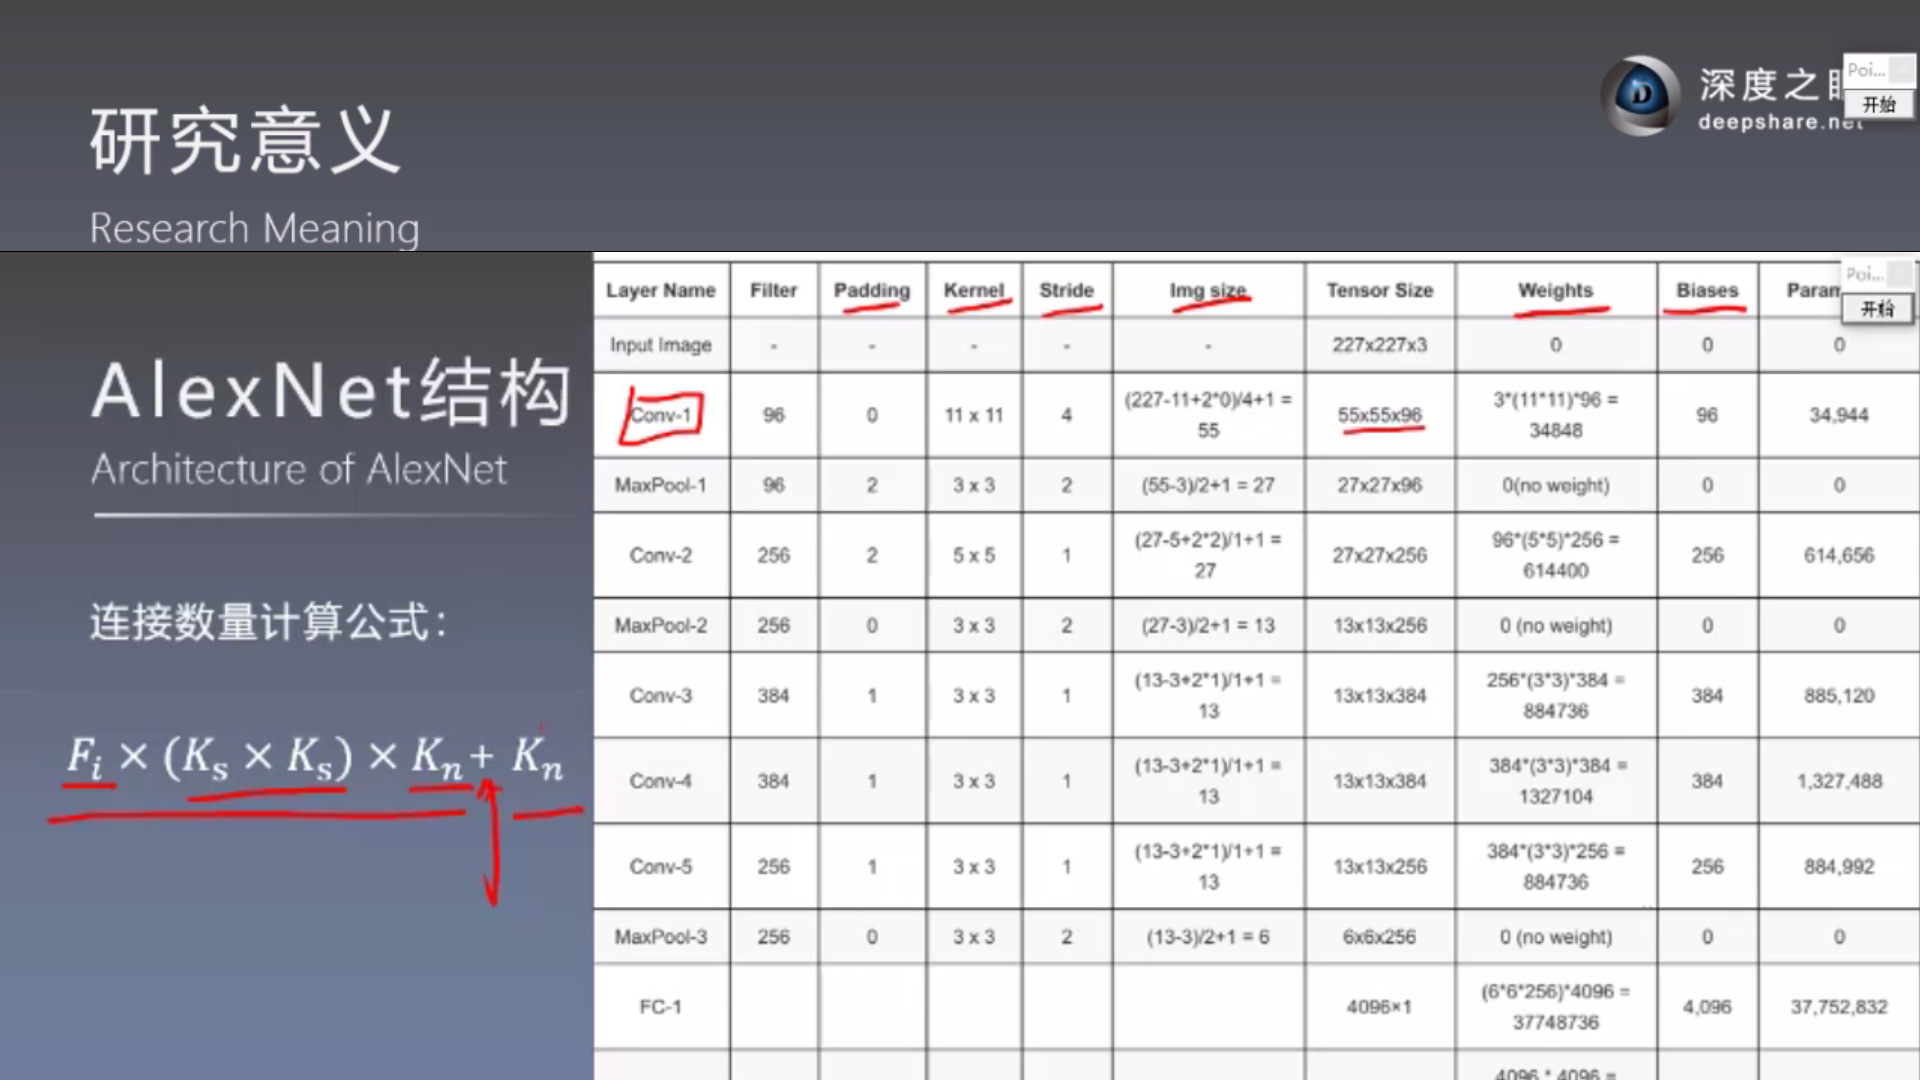 研究意义
Research Meaning
深度之
deepshare.net
Poi...
开始
AlexNet结构
Architecture of AlexNet
连接数量计算公式：
F_i × (K_s × K_s) × K_n + K_n
Poi...
开始
Layer Name Filter Padding Kernel Stride Img size Tensor Size Weights Biases Param
Input Image - - - - - 227x227x3 0 0 0
Conv-1 96 0 11 x 11 4 (227-11+2*0)/4+1 = 55 55x55x96 3*(11*11)*96 = 34848 96 34,944
MaxPool-1 96 2 3 x 3 2 (55-3)/2+1 = 27 27x27x96 0(no weight) 0 0
Conv-2 256 2 5 x 5 1 (27-5+2*2)/1+1 = 27 27x27x256 96*(5*5)*256 = 614400 256 614,656
MaxPool-2 256 0 3 x 3 2 (27-3)/2+1 = 13 13x13x256 0 (no weight) 0 0
Conv-3 384 1 3 x 3 1 (13-3+2*1)/1+1 = 13 13x13x384 256*(3*3)*384 = 884736 384 885,120
Conv-4 384 1 3 x 3 1 (13-3+2*1)/1+1 = 13 13x13x384 384*(3*3)*384 = 1327104 384 1,327,488
Conv-5 256 1 3 x 3 1 (13-3+2*1)/1+1 = 13 13x13x256 384*(3*3)*256 = 884736 256 884,992
MaxPool-3 256 0 3 x 3 2 (13-3)/2+1 = 6 6x6x256 0 (no weight) 0 0
FC-1 4096×1 (6*6*256)*4096 = 37748736 4,096 37,752,832
4096 * 4096 =